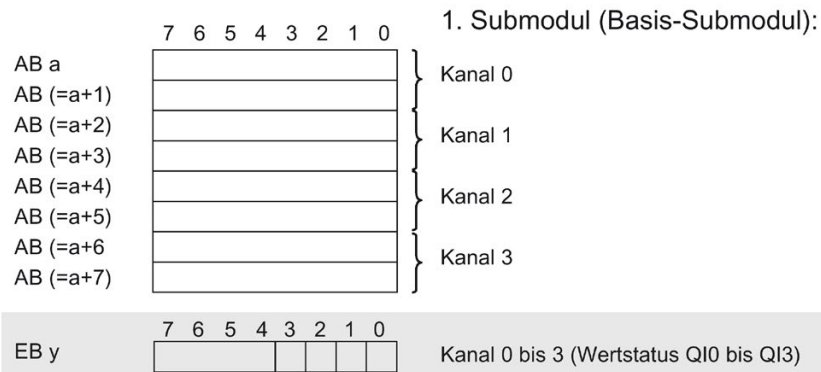 1. Submodul (Basis-Submodul):
7 6 5 4 3 2 1 0
AB a
Kanal 0
AB (=a+1)
AB (=a+2)
Kanal 1
AB (=a+3)
AB (=a+4)
Kanal 2
AB (=a+5)
AB (=a+6
Kanal 3
AB (=a+7)
7 6 5 4 3 2 1 0
EB y
Kanal 0 bis 3 (Wertstatus QI0 bis QI3)